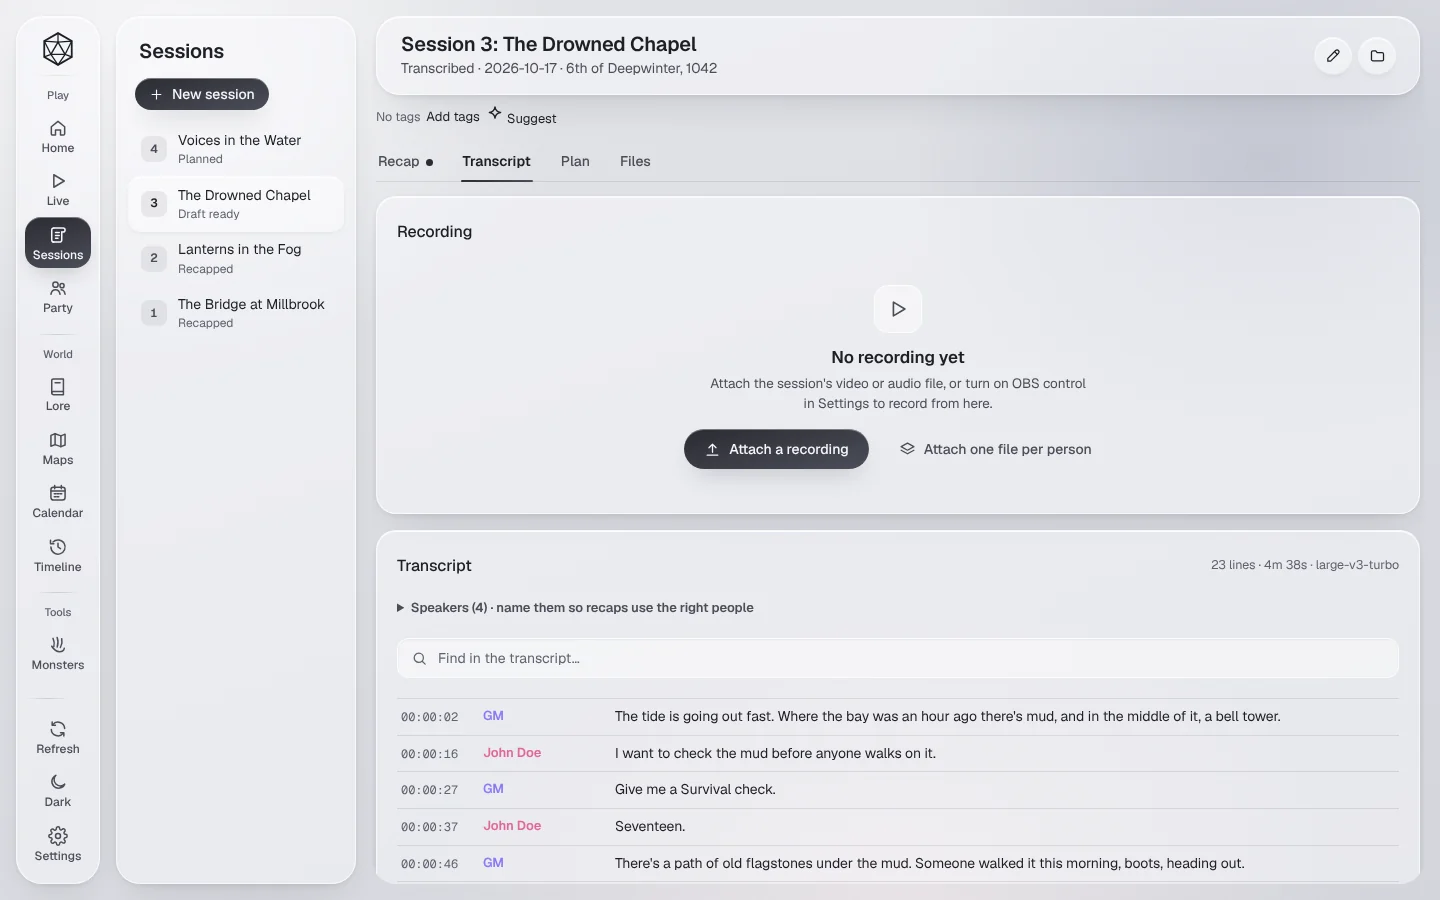 Play
Home
Live
Sessions
Party
World
Lore
Maps
Calendar
Timeline
Tools
Monsters
Refresh
Dark
Settings
Sessions
New session
4
Voices in the Water
Planned
3
The Drowned Chapel
Draft ready
2
Lanterns in the Fog
Recapped
1
The Bridge at Millbrook
Recapped
Session 3: The Drowned Chapel
Transcribed · 2026-10-17 · 6th of Deepwinter, 1042
No tags Add tags Suggest
Recap Transcript Plan Files
Recording
No recording yet
Attach the session's video or audio file, or turn on OBS control
in Settings to record from here.
Attach a recording Attach one file per person
Transcript 23 lines · 4m 38s · large-v3-turbo
Speakers (4) · name them so recaps use the right people
Find in the transcript...
00:00:02 GM The tide is going out fast. Where the bay was an hour ago there's mud, and in the middle of it, a bell tower.
00:00:16 John Doe I want to check the mud before anyone walks on it.
00:00:27 GM Give me a Survival check.
00:00:37 John Doe Seventeen.
00:00:46 GM There's a path of old flagstones under the mud. Someone walked it this morning, boots, heading out.